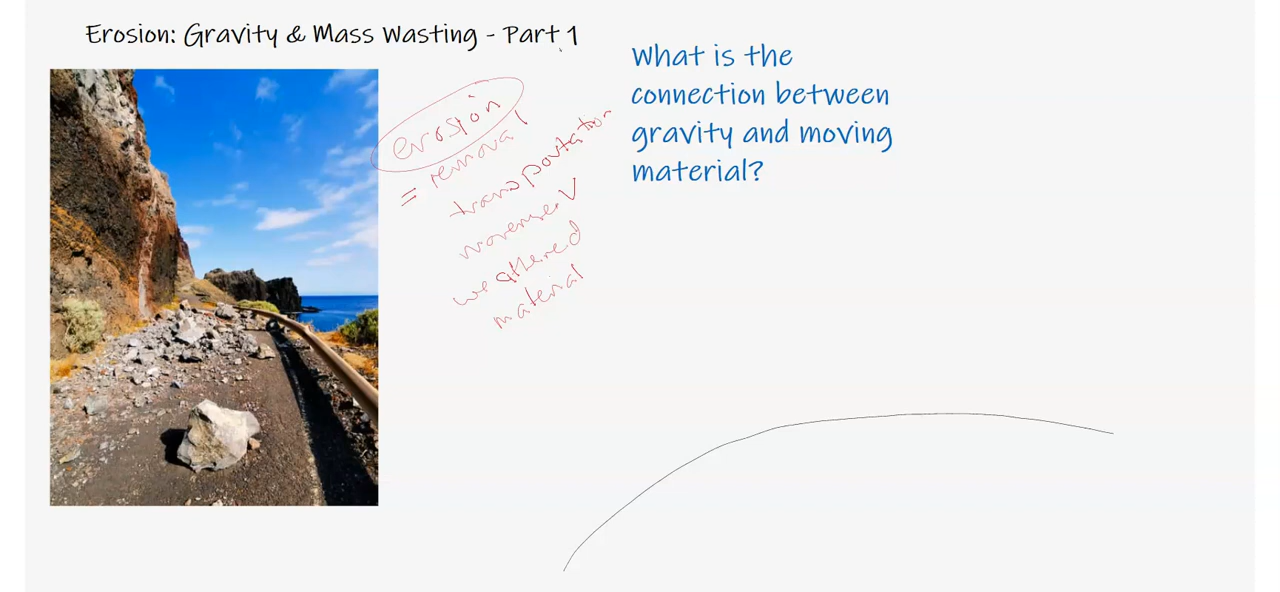 Erosion: Gravity & Mass Wasting - Part 1
erosion
= removal
transportation
movement
weathered
material
What is the
connection between
gravity and moving
material?